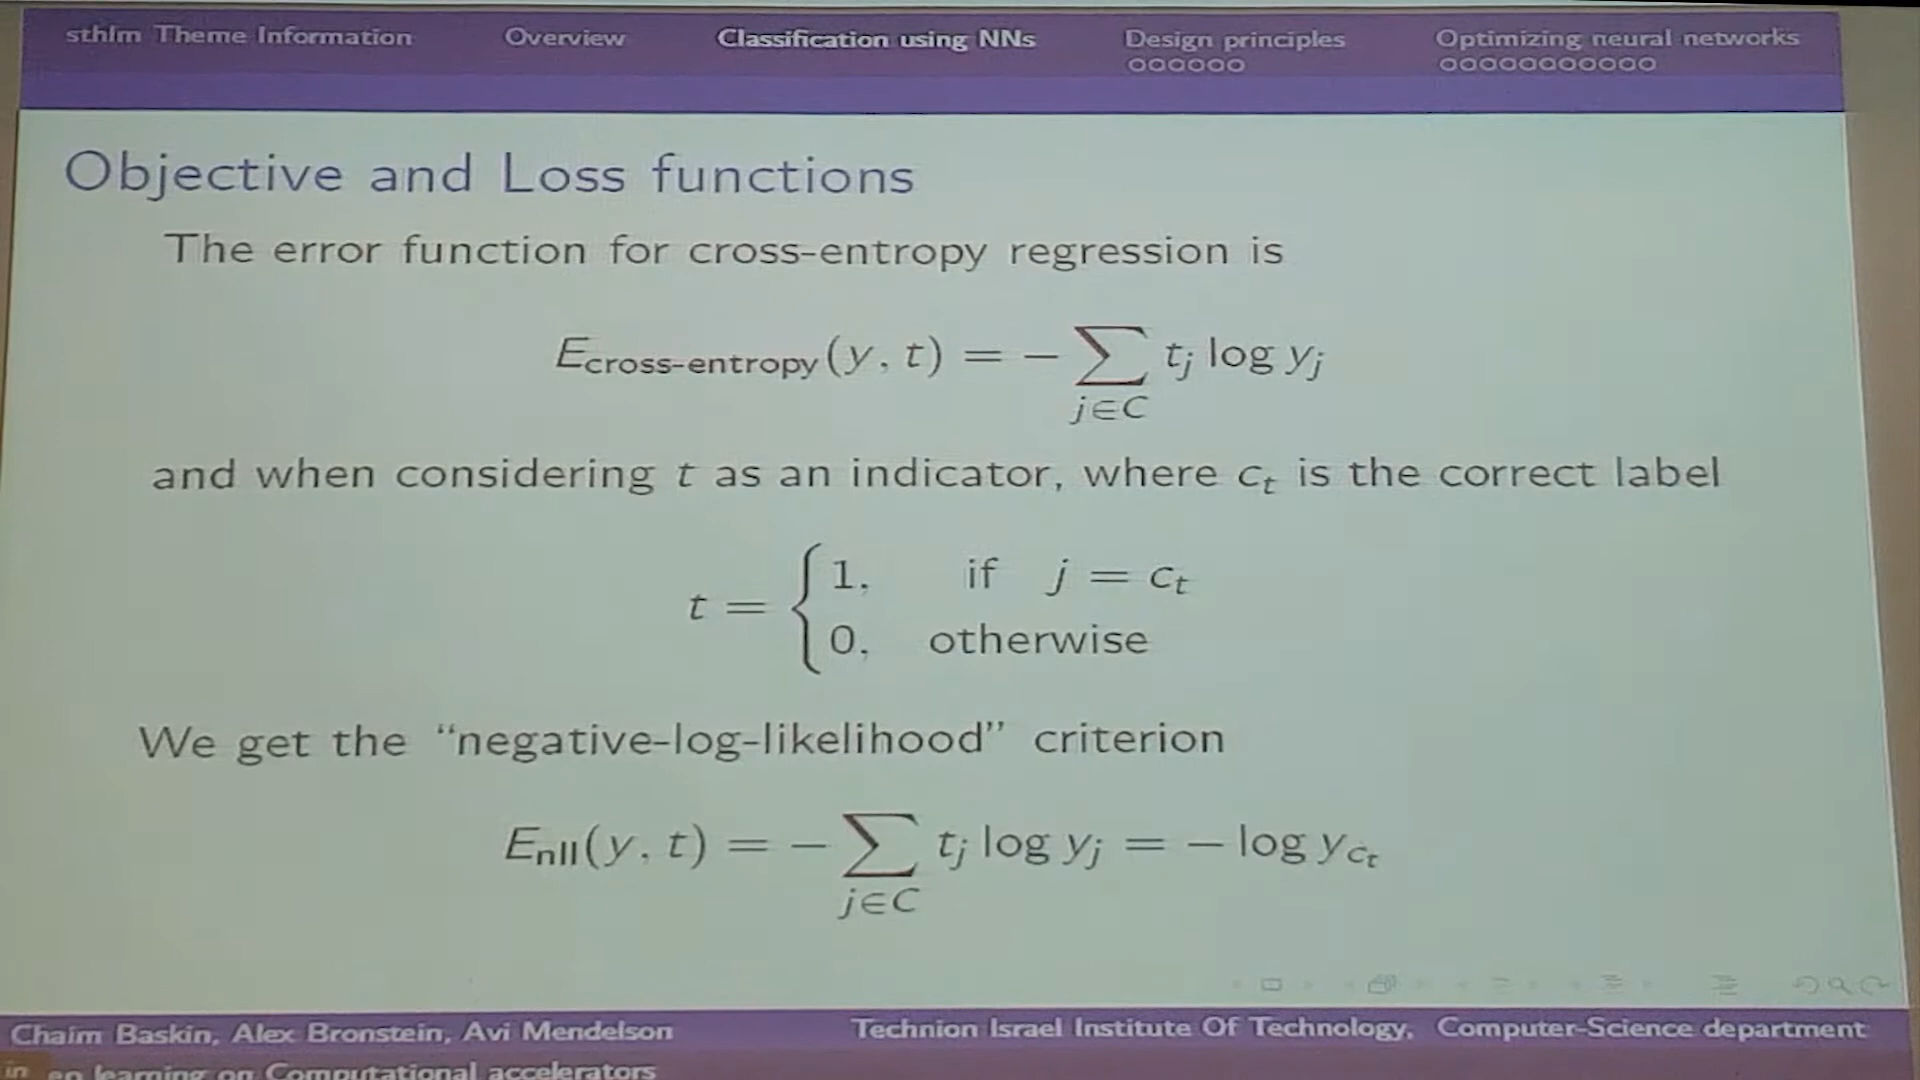 sthlm Theme Information Overview Classification using NNs Design principles Optimizing neural networks
Objective and Loss functions
The error function for cross-entropy regression is
E_cross-entropy(y, t) = − ∑_{j∈C} t_j log y_j
and when considering t as an indicator, where c_t is the correct label
t = { 1, if j = c_t
0, otherwise
We get the “negative-log-likelihood” criterion
E_nll(y, t) = − ∑_{j∈C} t_j log y_j = − log y_{c_t}
Chaim Baskin, Alex Bronstein, Avi Mendelson Technion Israel Institute Of Technology, Computer-Science department
learning on Computational accelerators